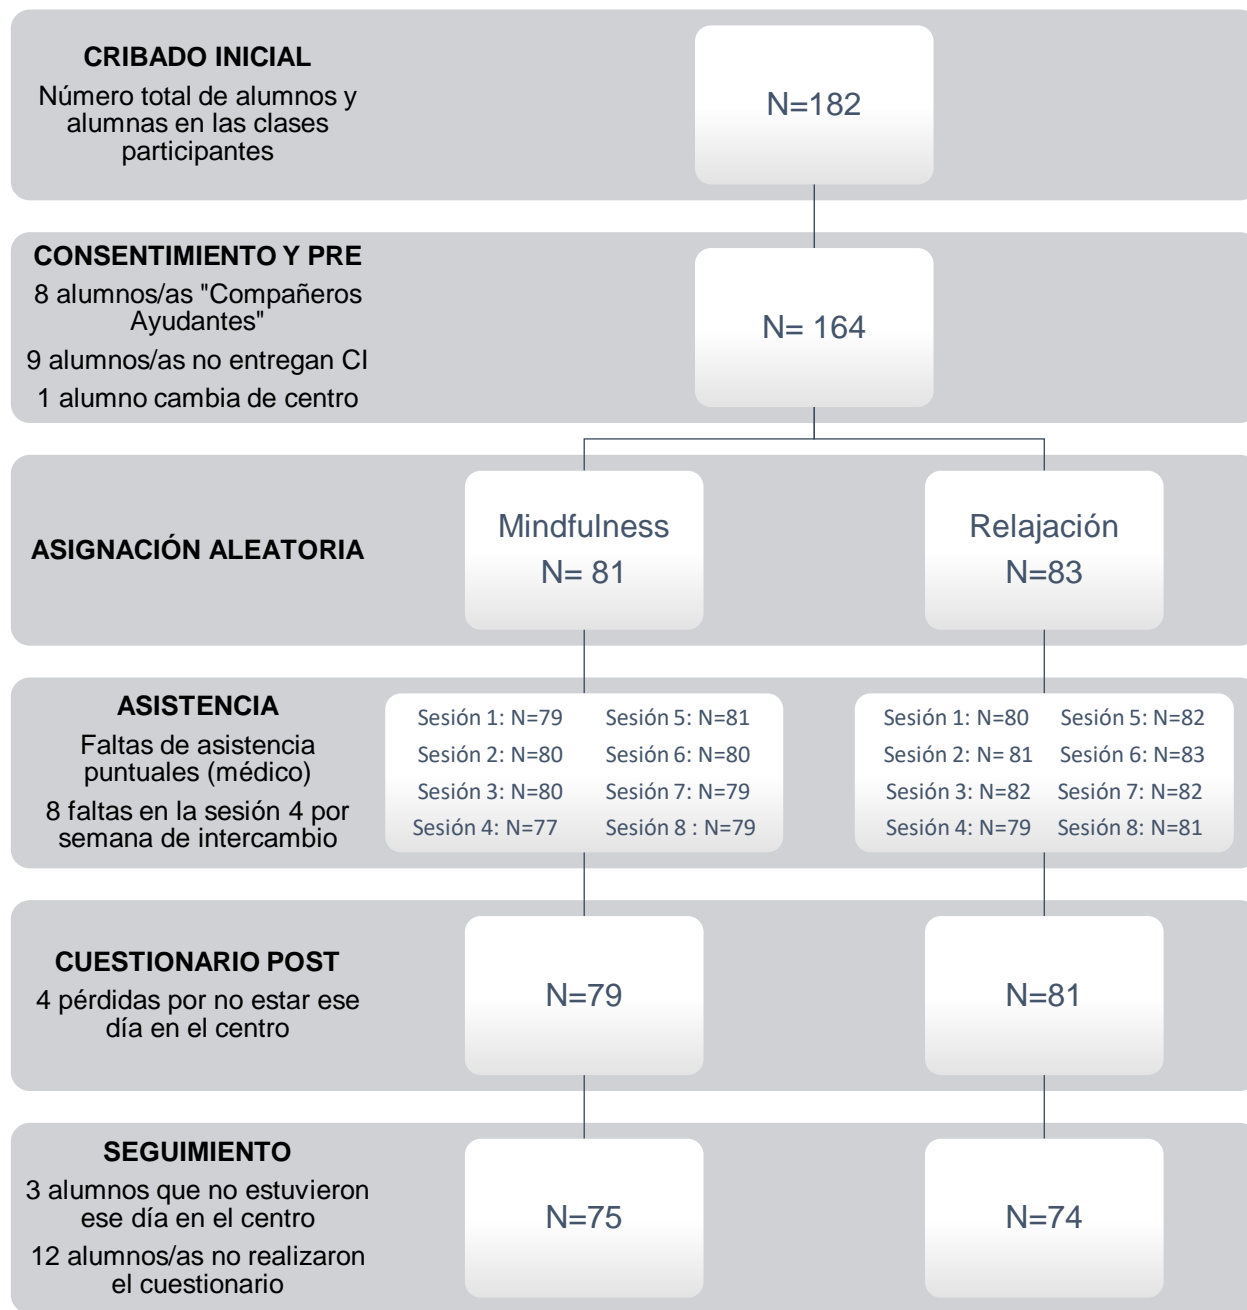 CRIBADO INICIAL
Número total de alumnos y
alumnas en las clases
participantes
N=182
CONSENTIMIENTO Y PRE
8 alumnos/as "Compañeros
Ayudantes"
9 alumnos/as no entregan CI
1 alumno cambia de centro
N= 164
ASIGNACIÓN ALEATORIA
Mindfulness
N= 81
Relajación
N=83
ASISTENCIA
Faltas de asistencia
puntuales (médico)
8 faltas en la sesión 4 por
semana de intercambio
Sesión 1: N=79 Sesión 5: N=81
Sesión 2: N=80 Sesión 6: N=80
Sesión 3: N=80 Sesión 7: N=79
Sesión 4: N=77 Sesión 8 : N=79
Sesión 1: N=80 Sesión 5: N=82
Sesión 2: N= 81 Sesión 6: N=83
Sesión 3: N=82 Sesión 7: N=82
Sesión 4: N=79 Sesión 8: N=81
CUESTIONARIO POST
4 pérdidas por no estar ese
día en el centro
N=79
N=81
SEGUIMIENTO
3 alumnos que no estuvieron
ese día en el centro
12 alumnos/as no realizaron
el cuestionario
N=75
N=74